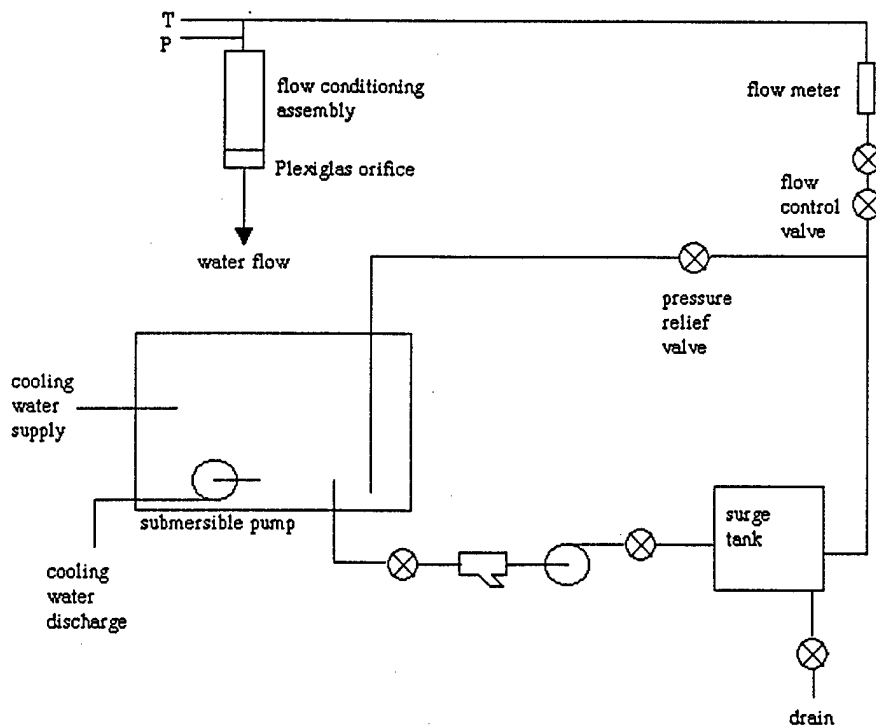 T
P
flow conditioning
assembly
Plexiglas orifice
water flow
flow meter
flow
control
valve
pressure
relief
valve
cooling
water
supply
submersible pump
cooling
water
discharge
surge
tank
drain